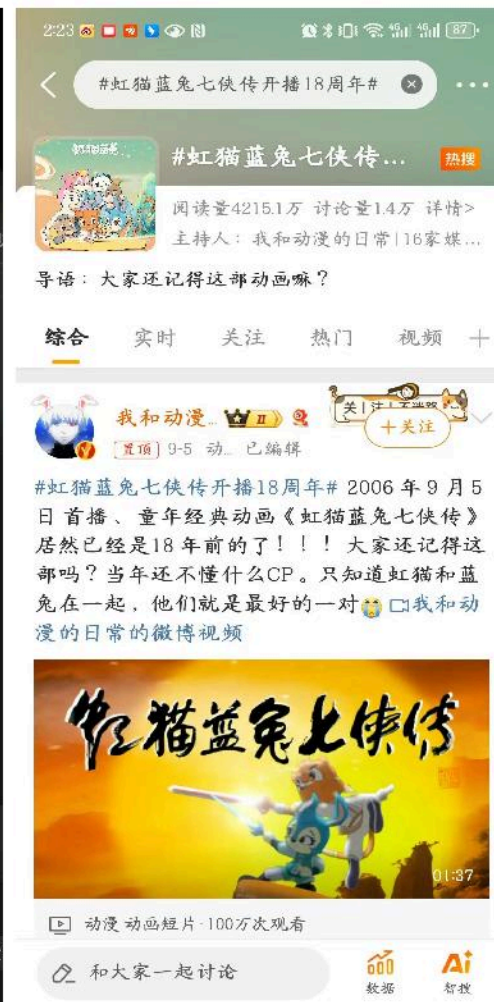 2:23
87
#虹猫蓝兔七侠传开播18周年#
#虹猫蓝兔七侠传...
热搜
阅读量4215.1万 讨论量1.4万 详情>
主持人：我和动漫的日常|16家媒...
导语：大家还记得这部动画嘛？
综合 实时 关注 热门 视频
我和动漫...
II
+关注
置顶 9-5 动... 已编辑
#虹猫蓝兔七侠传开播18周年# 2006年9月5
日首播、童年经典动画《虹猫蓝兔七侠传》
居然已经是18年前的了！！！大家还记得这
部吗？当年还不懂什么CP。只知道虹猫和蓝
兔在一起，他们就是最好的一对 我和动
漫的日常的微博视频
虹猫蓝兔七侠传
01:37
动漫动画短片·100万次观看
和大家一起讨论
数据
Ai
智搜